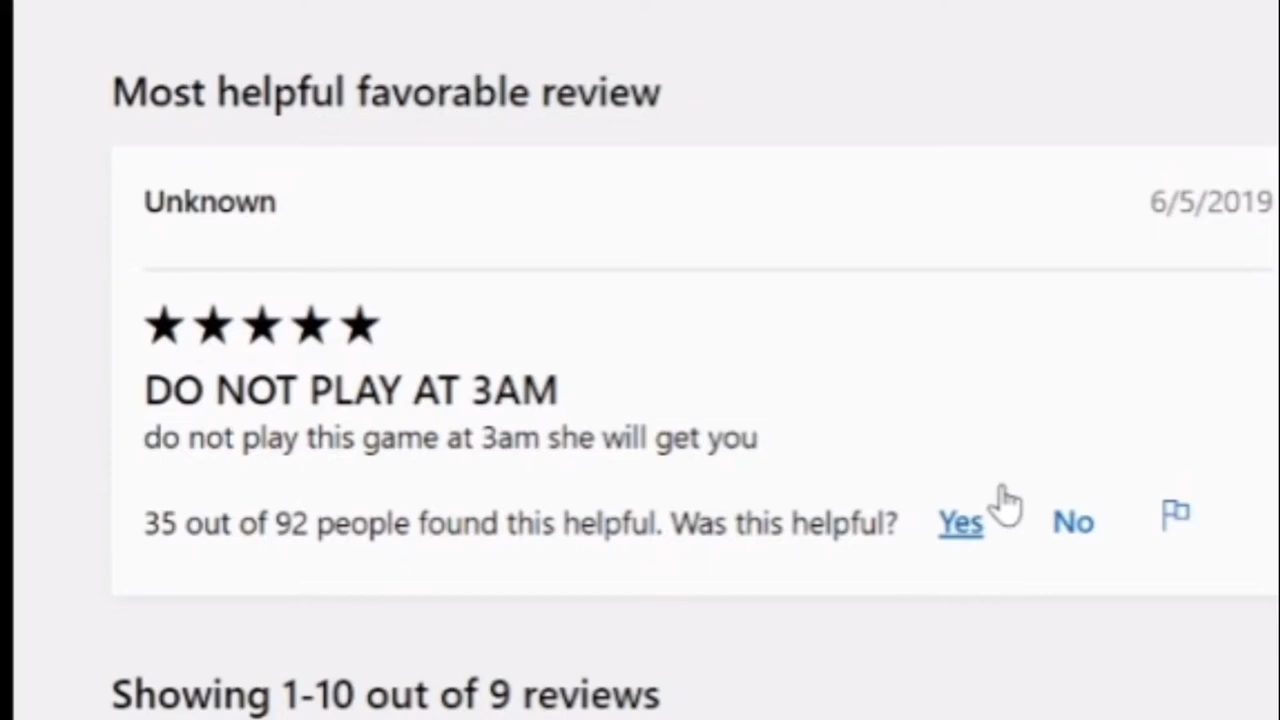 Most helpful favorable review
Unknown
6/5/2019
★★★★★
DO NOT PLAY AT 3AM
do not play this game at 3am she will get you
35 out of 92 people found this helpful. Was this helpful? Yes No
Showing 1-10 out of 9 reviews